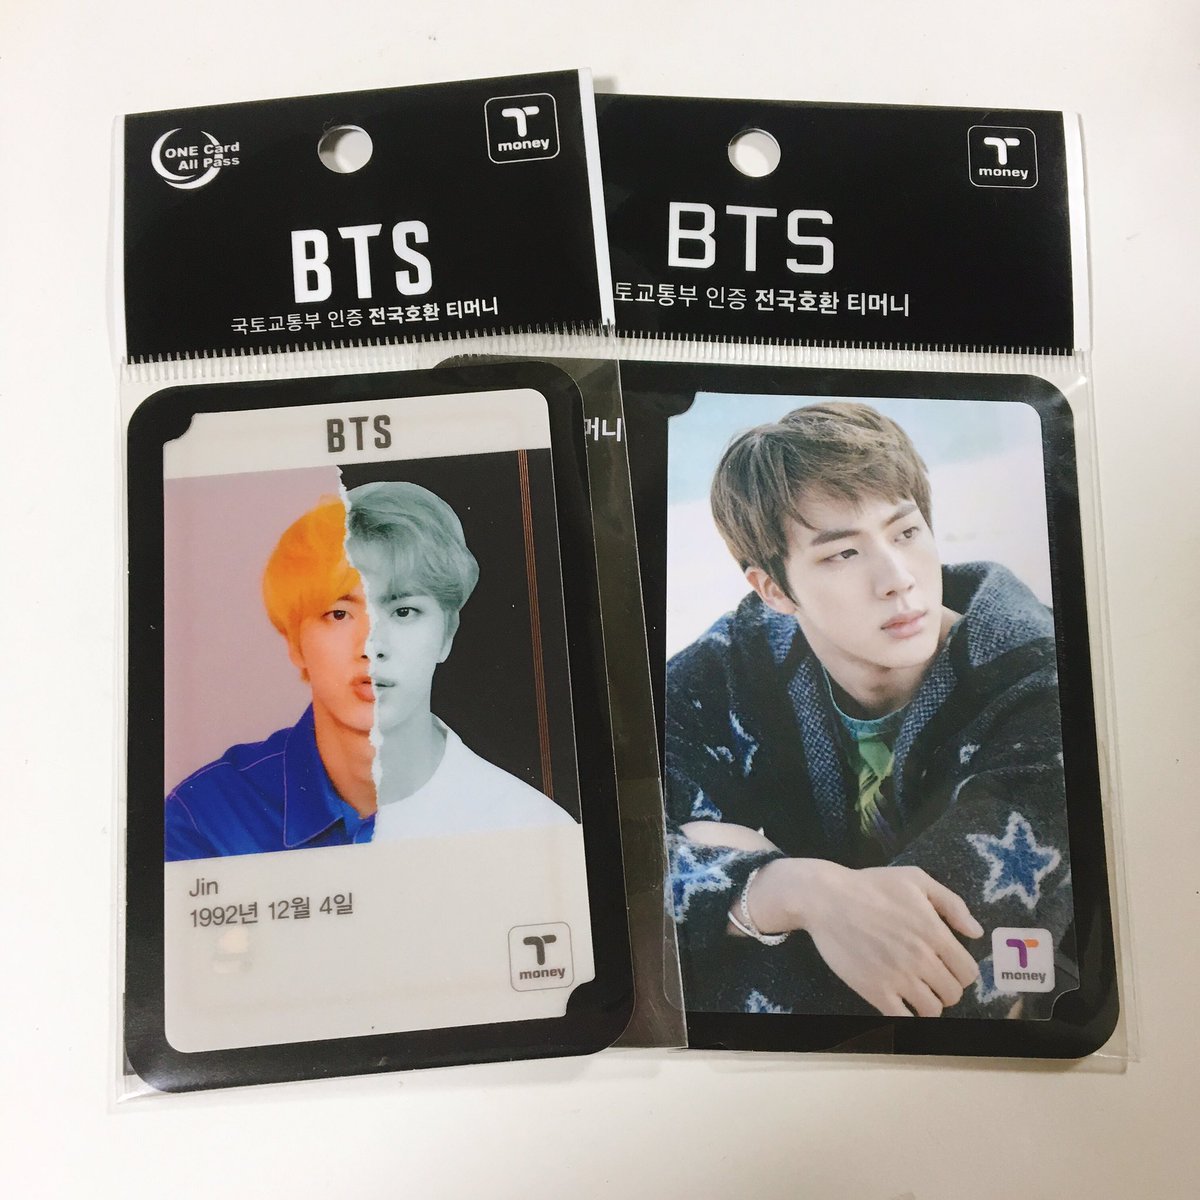 ONE Card
All Pass
T
money
BTS
국토교통부 인증 전국호환 티머니
BTS
Jin
1992년 12월 4일
T
money
T
money
BTS
토교통부 인증 전국호환 티머니
머니
T
money